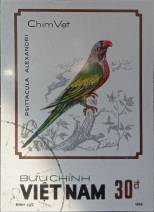 Chim Vẹt
PSITTACULA ALEXANDRI
BƯU CHÍNH
VIỆT NAM 30đ